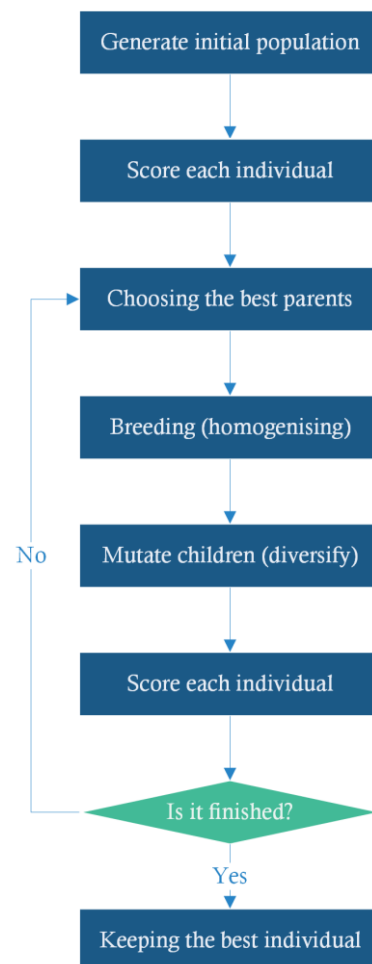 Generate initial population
Score each individual
Choosing the best parents
Breeding (homogenising)
No
Mutate children (diversify)
Score each individual
Is it finished?
Yes
Keeping the best individual